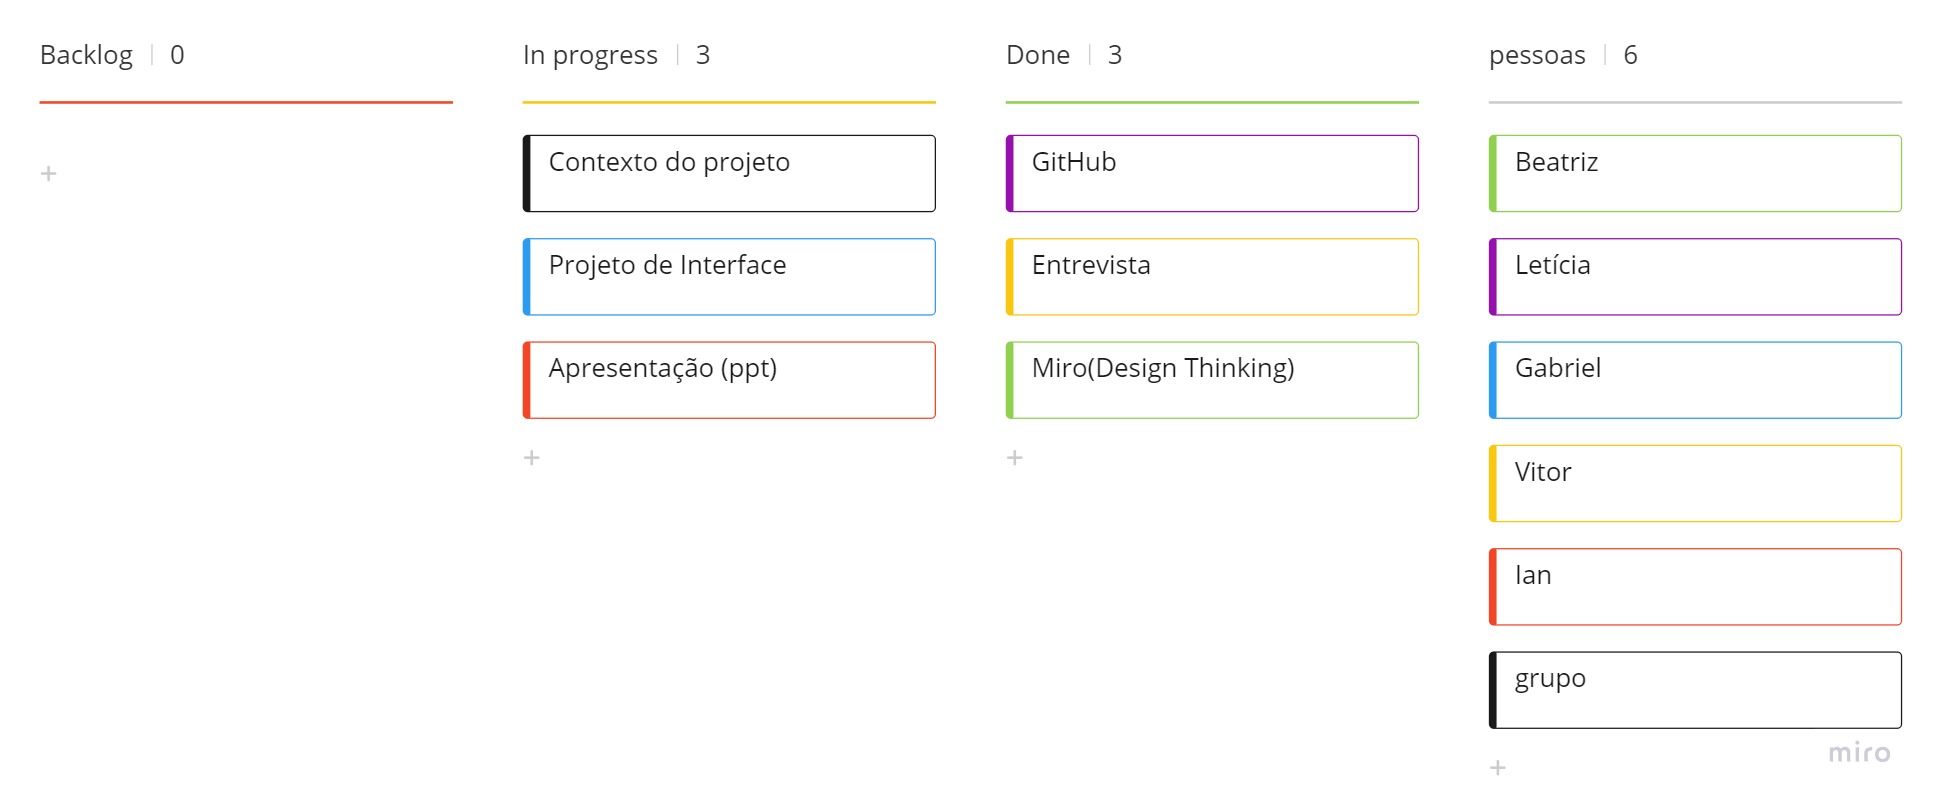 Backlog 0
In progress 3
Contexto do projeto
Projeto de Interface
Apresentação (ppt)
Done 3
GitHub
Entrevista
Miro(Design Thinking)
pessoas 6
Beatriz
Letícia
Gabriel
Vitor
Ian
grupo
miro